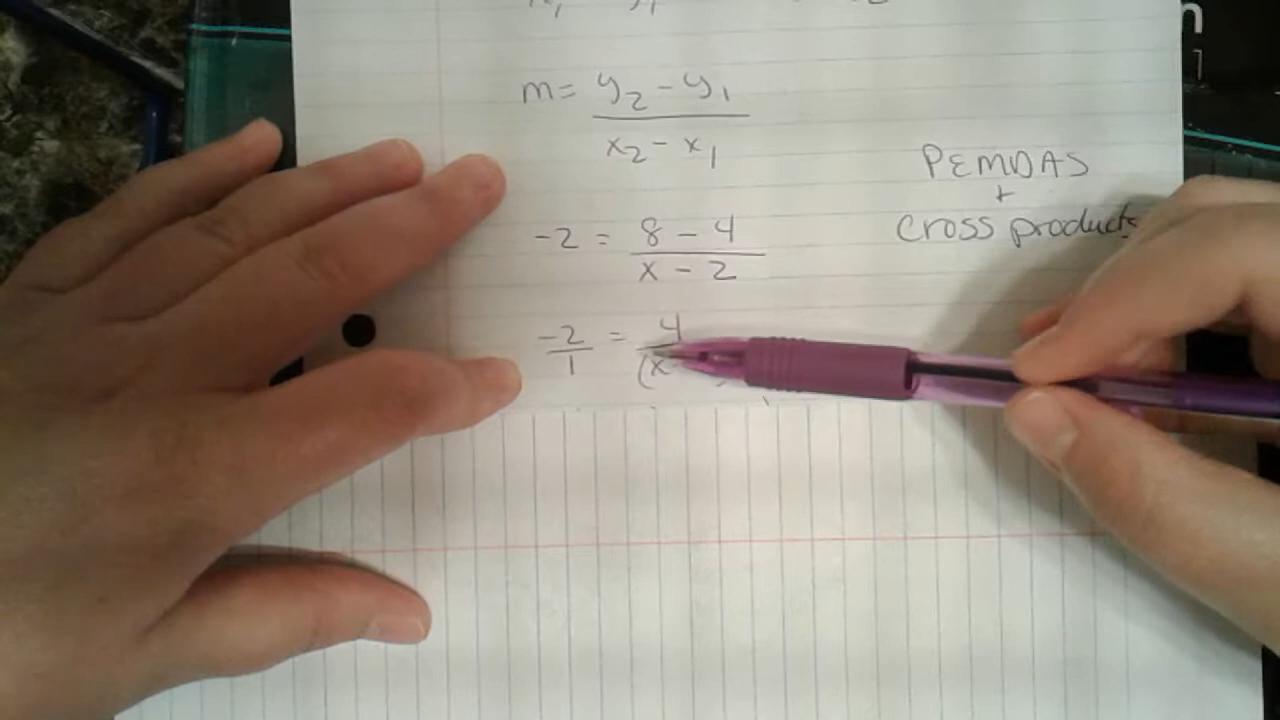 m = y₂ - y₁
x₂ - x₁
PEMDAS
+
cross products
-2 = 8 - 4
x - 2
-2 = 4
1 (x